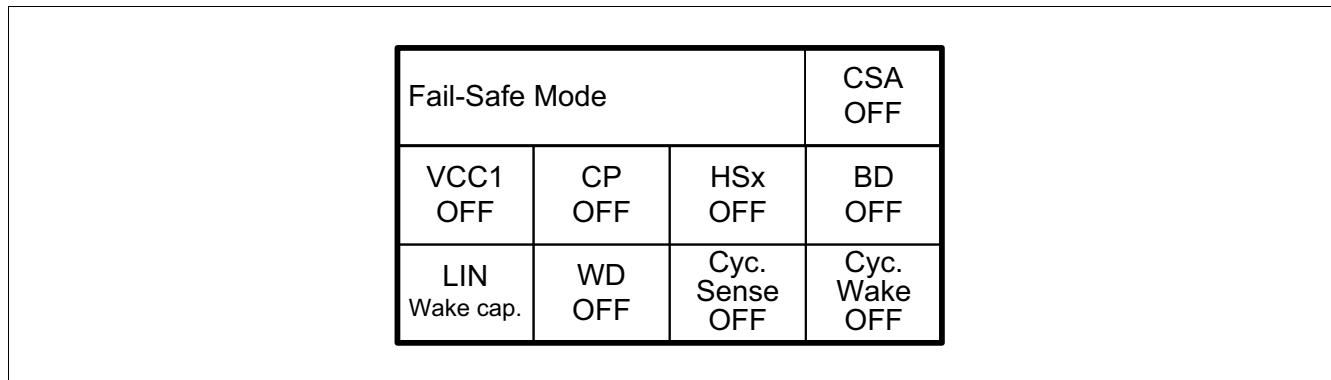 Fail-Safe Mode
CSA
OFF
VCC1
OFF
CP
OFF
HSx
OFF
BD
OFF
LIN
Wake cap.
WD
OFF
Cyc.
Sense
OFF
Cyc.
Wake
OFF